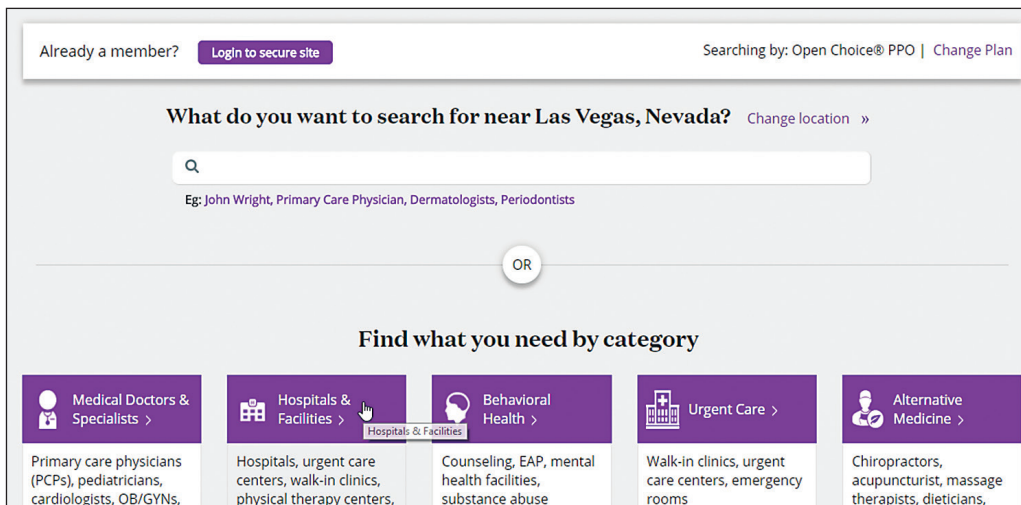 Already a member? Login to secure site Searching by: Open Choice® PPO | Change Plan
What do you want to search for near Las Vegas, Nevada? Change location »
Eg: John Wright, Primary Care Physician, Dermatologists, Periodontists
OR
Find what you need by category
Medical Doctors &
Specialists >
Hospitals &
Facilities >
Hospitals & Facilities
Behavioral
Health >
Urgent Care >
Alternative
Medicine >
Primary care physicians
(PCPs), pediatricians,
cardiologists, OB/GYNs,
Hospitals, urgent care
centers, walk-in clinics,
physical therapy centers,
Counseling, EAP, mental
health facilities,
substance abuse
Walk-in clinics, urgent
care centers, emergency
rooms
Chiropractors,
acupuncturist, massage
therapists, dieticians,